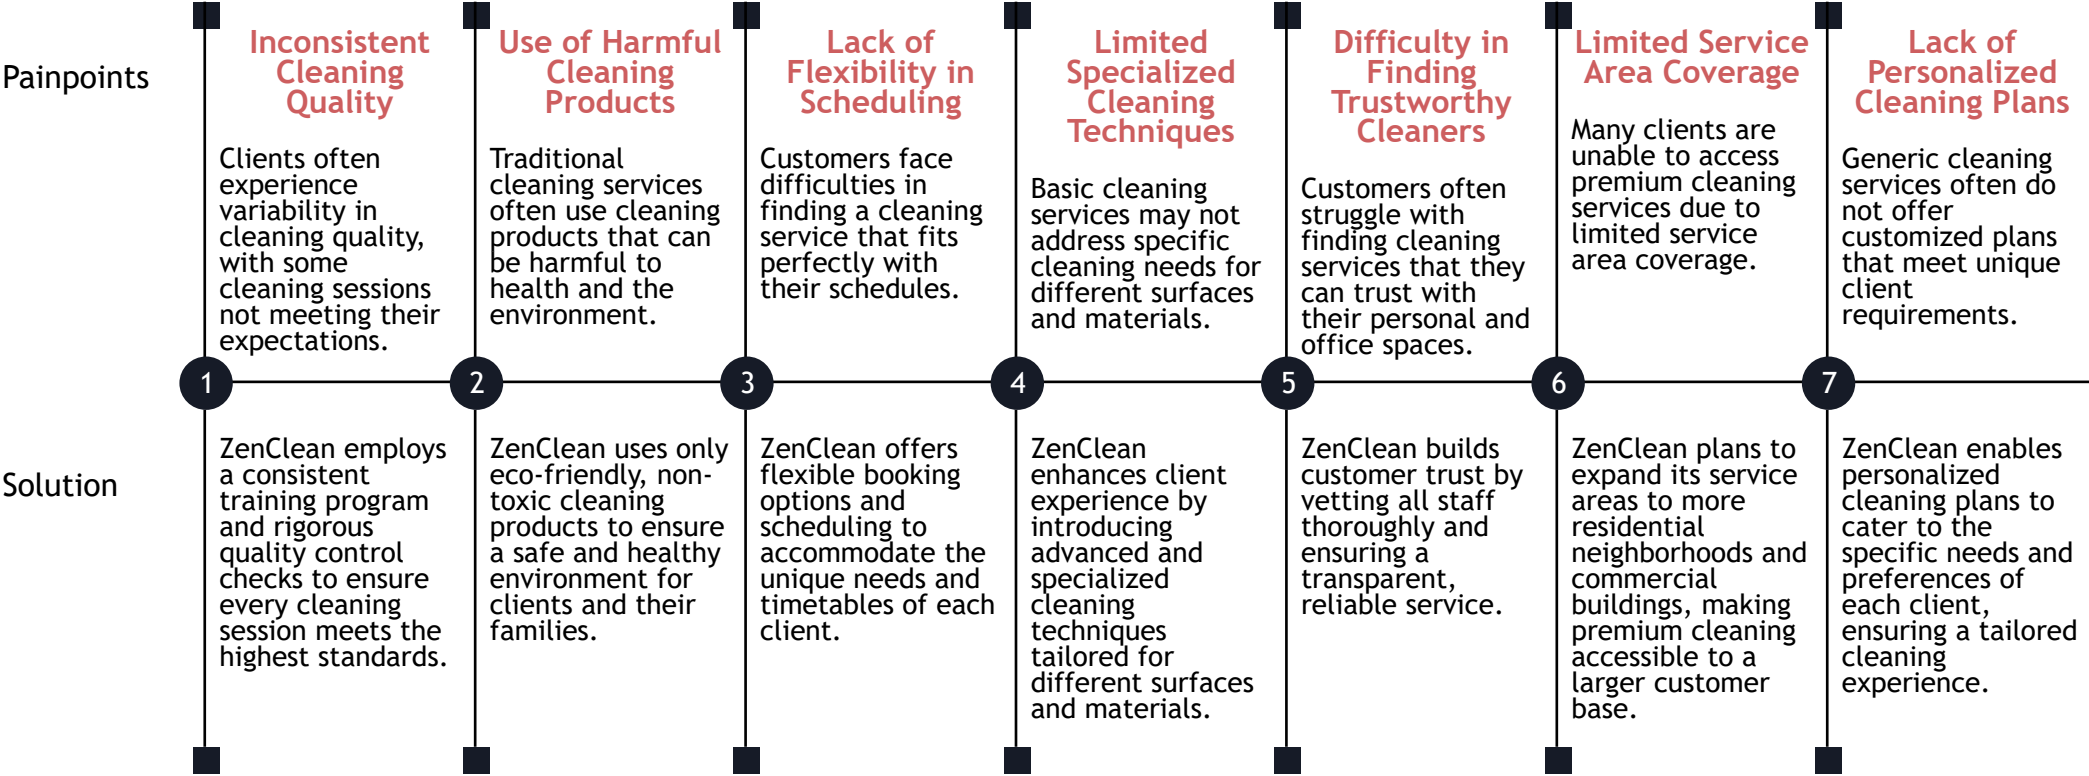 Painpoints
Inconsistent
Cleaning
Quality
Clients often
experience
variability in
cleaning quality,
with some
cleaning sessions
not meeting their
expectations.
Use of Harmful
Cleaning
Products
Traditional
cleaning services
often use cleaning
products that can
be harmful to
health and the
environment.
Lack of
Flexibility in
Scheduling
Customers face
difficulties in
finding a cleaning
service that fits
perfectly with
their schedules.
Limited
Specialized
Cleaning
Techniques
Basic cleaning
services may not
address specific
cleaning needs for
different surfaces
and materials.
Difficulty in
Finding
Trustworthy
Cleaners
Customers often
struggle with
finding cleaning
services that they
can trust with
their personal and
office spaces.
Limited Service
Area Coverage
Many clients are
unable to access
premium cleaning
services due to
limited service
area coverage.
Lack of
Personalized
Cleaning Plans
Generic cleaning
services often do
not offer
customized plans
that meet unique
client
requirements.
1
2
3
4
5
6
7
Solution
ZenClean employs
a consistent
training program
and rigorous
quality control
checks to ensure
every cleaning
session meets the
highest standards.
ZenClean uses only
eco-friendly, non-
toxic cleaning
products to ensure
a safe and healthy
environment for
clients and their
families.
ZenClean offers
flexible booking
options and
scheduling to
accommodate the
unique needs and
timetables of each
client.
ZenClean
enhances client
experience by
introducing
advanced and
specialized
cleaning
techniques
tailored for
different surfaces
and materials.
ZenClean builds
customer trust by
vetting all staff
thoroughly and
ensuring a
transparent,
reliable service.
ZenClean plans to
expand its service
areas to more
residential
neighborhoods and
commercial
buildings, making
premium cleaning
accessible to a
larger customer
base.
ZenClean enables
personalized
cleaning plans to
cater to the
specific needs and
preferences of
each client,
ensuring a tailored
cleaning
experience.